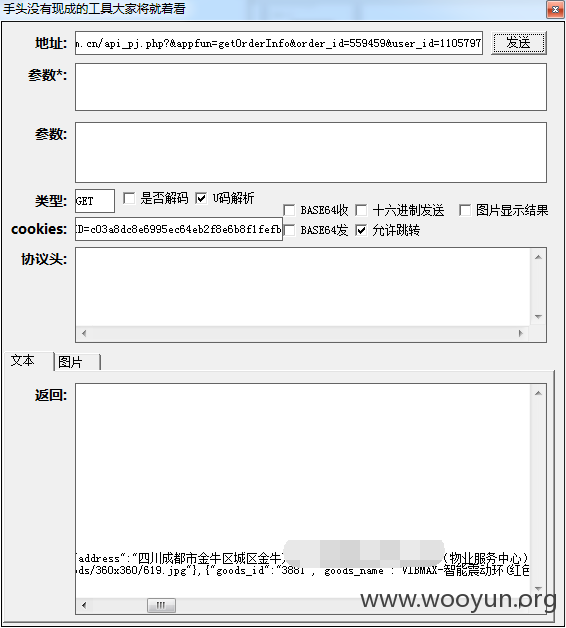 手头没有现成的工具大家将就着看
地址: n.cn/api_pj.php?&appfun=getOrderInfo&order_id=559459&user_id=1105797 发送
参数*:
参数:
类型: GET 是否解码 U码解析
BASE64收 十六进制发送 图片显示结果
cookies: ID=c03a8dc8e6995ec64eb2f8e6b8f1fefb BASE64发 允许跳转
协议头:
文本 图片
返回:
"address":"四川成都市金牛区城区金牛 (物业服务中心)
ds/360x360/619.jpg"},{"goods_id":"3881","goods_name":"VIBMAX-智能震动环(红色
www.wooyun.org